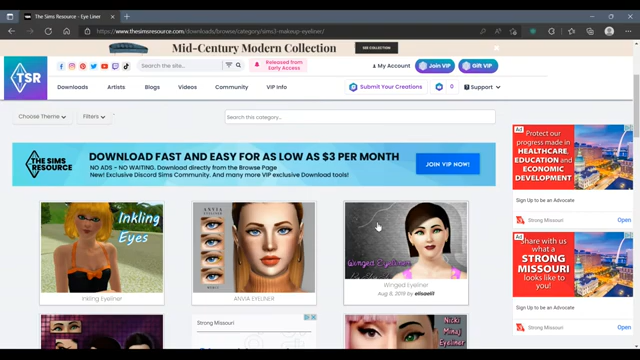 The Sims Resource - Eye Liner
https://www.thesimsresource.com/downloads/browse/category/sims3-makeup-eyeliner/
Mid-Century Modern Collection
SEE COLLECTION
TSR
Search the site...
Released from
Early Access
My Account
Join VIP
Gift VIP
Downloads
Artists
Blogs
Videos
Community
VIP Info
Submit Your Creations
0
Support
Choose Theme
Filters
Search this category...
THE SIMS
RESOURCE
DOWNLOAD FAST AND EASY FOR AS LOW AS $3 PER MONTH
NO ADS - NO WAITING. Download directly from the Browse Page
New! Exclusive Discord Sims Community. And many more VIP exclusive Download tools!
JOIN VIP NOW!
Inkling
Eyes
Inkling Eyeliner
ANVIA
EYELINER
ANVIA EYELINER
Winged Eyeliner
Winged Eyeliner
Aug 8, 2019 by elisaelli
Strong Missouri
Nicki
Minaj
Eyeliner
Ad
Protect our
progress made in
HEALTHCARE,
EDUCATION and
ECONOMIC
DEVELOPMENT.
Sign Up to be an Advocate
Strong Missouri
Open
Ad
Share with us
what a
STRONG
MISSOURI
looks like to
you!
Sign Up to be an Advocate
Strong Missouri
Open